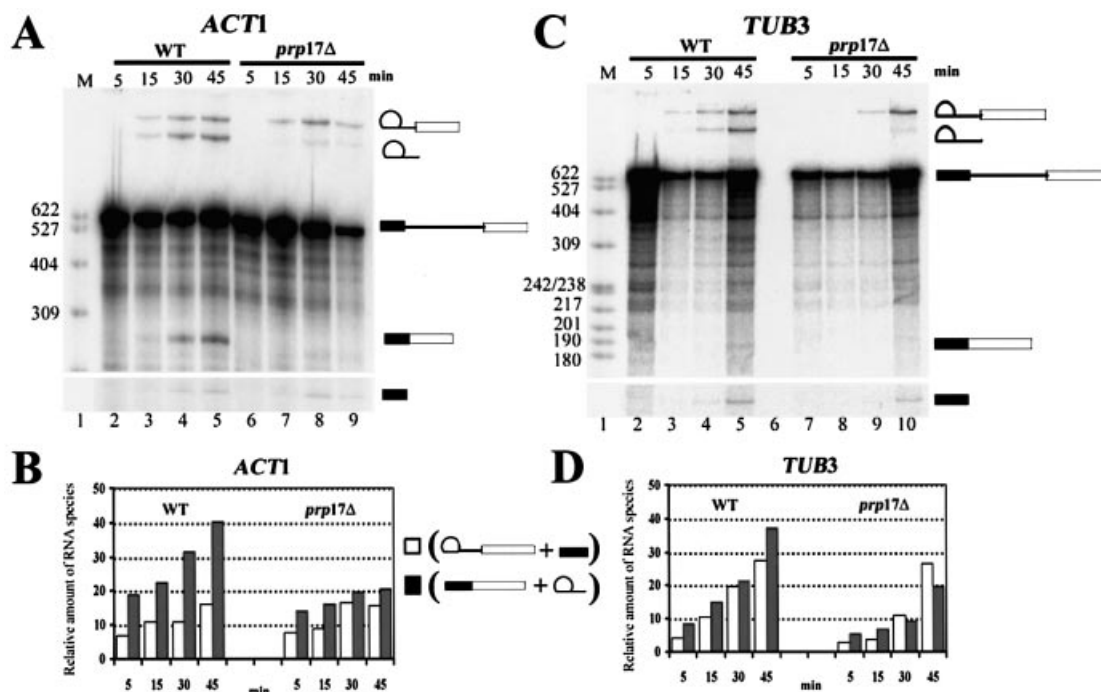 A
ACT1
WT
prp17Δ
M 5 15 30 45 5 15 30 45 min
622
527
404
309
1 2 3 4 5 6 7 8 9
C
TUB3
WT
prp17Δ
M 5 15 30 45 5 15 30 45 min
622
527
404
309
242/238
217
201
190
180
1 2 3 4 5 6 7 8 9 10
B
ACT1
Relative amount of RNA species
50
40
30
20
10
0
WT
prp17Δ
5 15 30 45 min 5 15 30 45
( + )
( + )
D
TUB3
Relative amount of RNA species
50
40
30
20
10
0
WT
prp17Δ
5 15 30 45 min 5 15 30 45